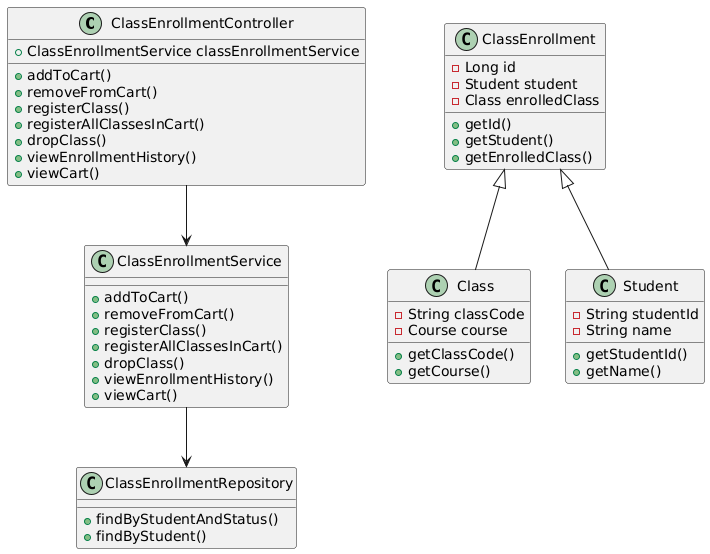 C ClassEnrollmentController
ClassEnrollmentService classEnrollmentService
addToCart()
removeFromCart()
registerClass()
registerAllClassesInCart()
dropClass()
viewEnrollmentHistory()
viewCart()
C ClassEnrollment
Long id
Student student
Class enrolledClass
getId()
getStudent()
getEnrolledClass()
C ClassEnrollmentService
addToCart()
removeFromCart()
registerClass()
registerAllClassesInCart()
dropClass()
viewEnrollmentHistory()
viewCart()
C Class
String classCode
Course course
getClassCode()
getCourse()
C Student
String studentId
String name
getStudentId()
getName()
C ClassEnrollmentRepository
findByStudentAndStatus()
findByStudent()